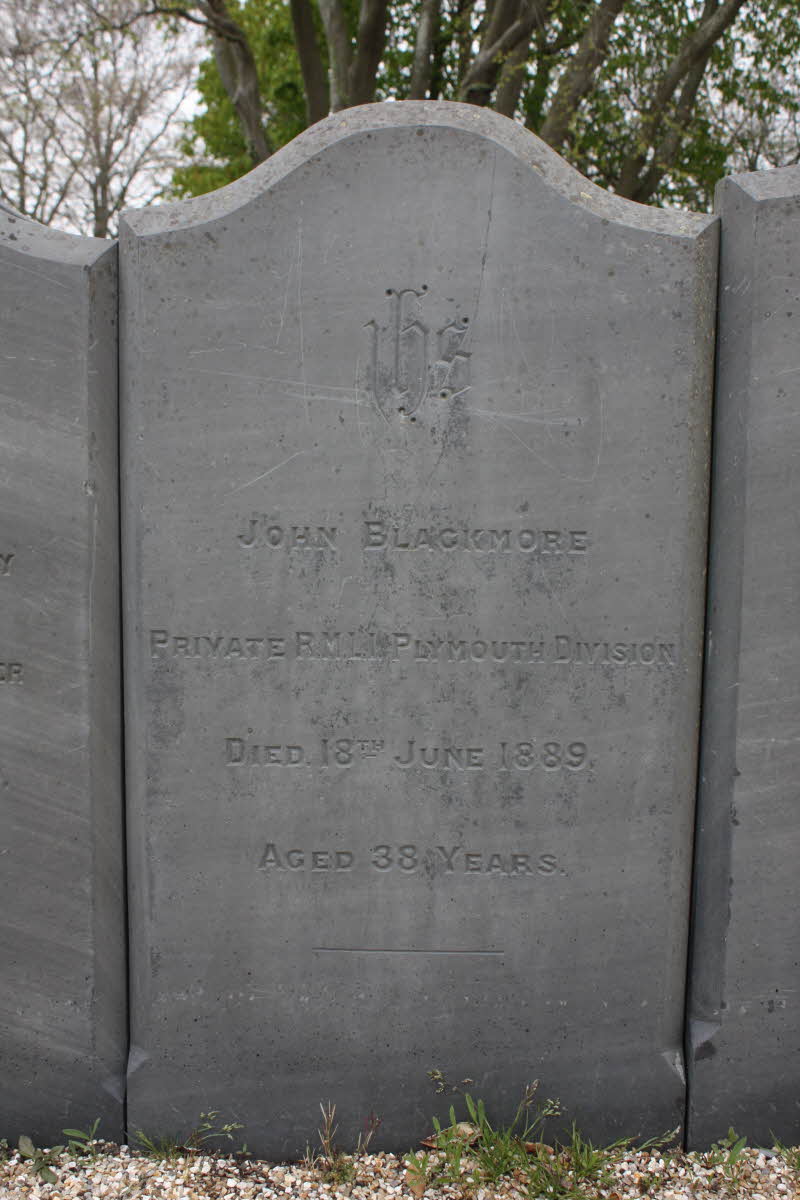 ihs
JOHN BLACKMORE
PRIVATE R.M.L.I. PLYMOUTH DIVISION
DIED. 18TH JUNE 1889.
AGED 38 YEARS.